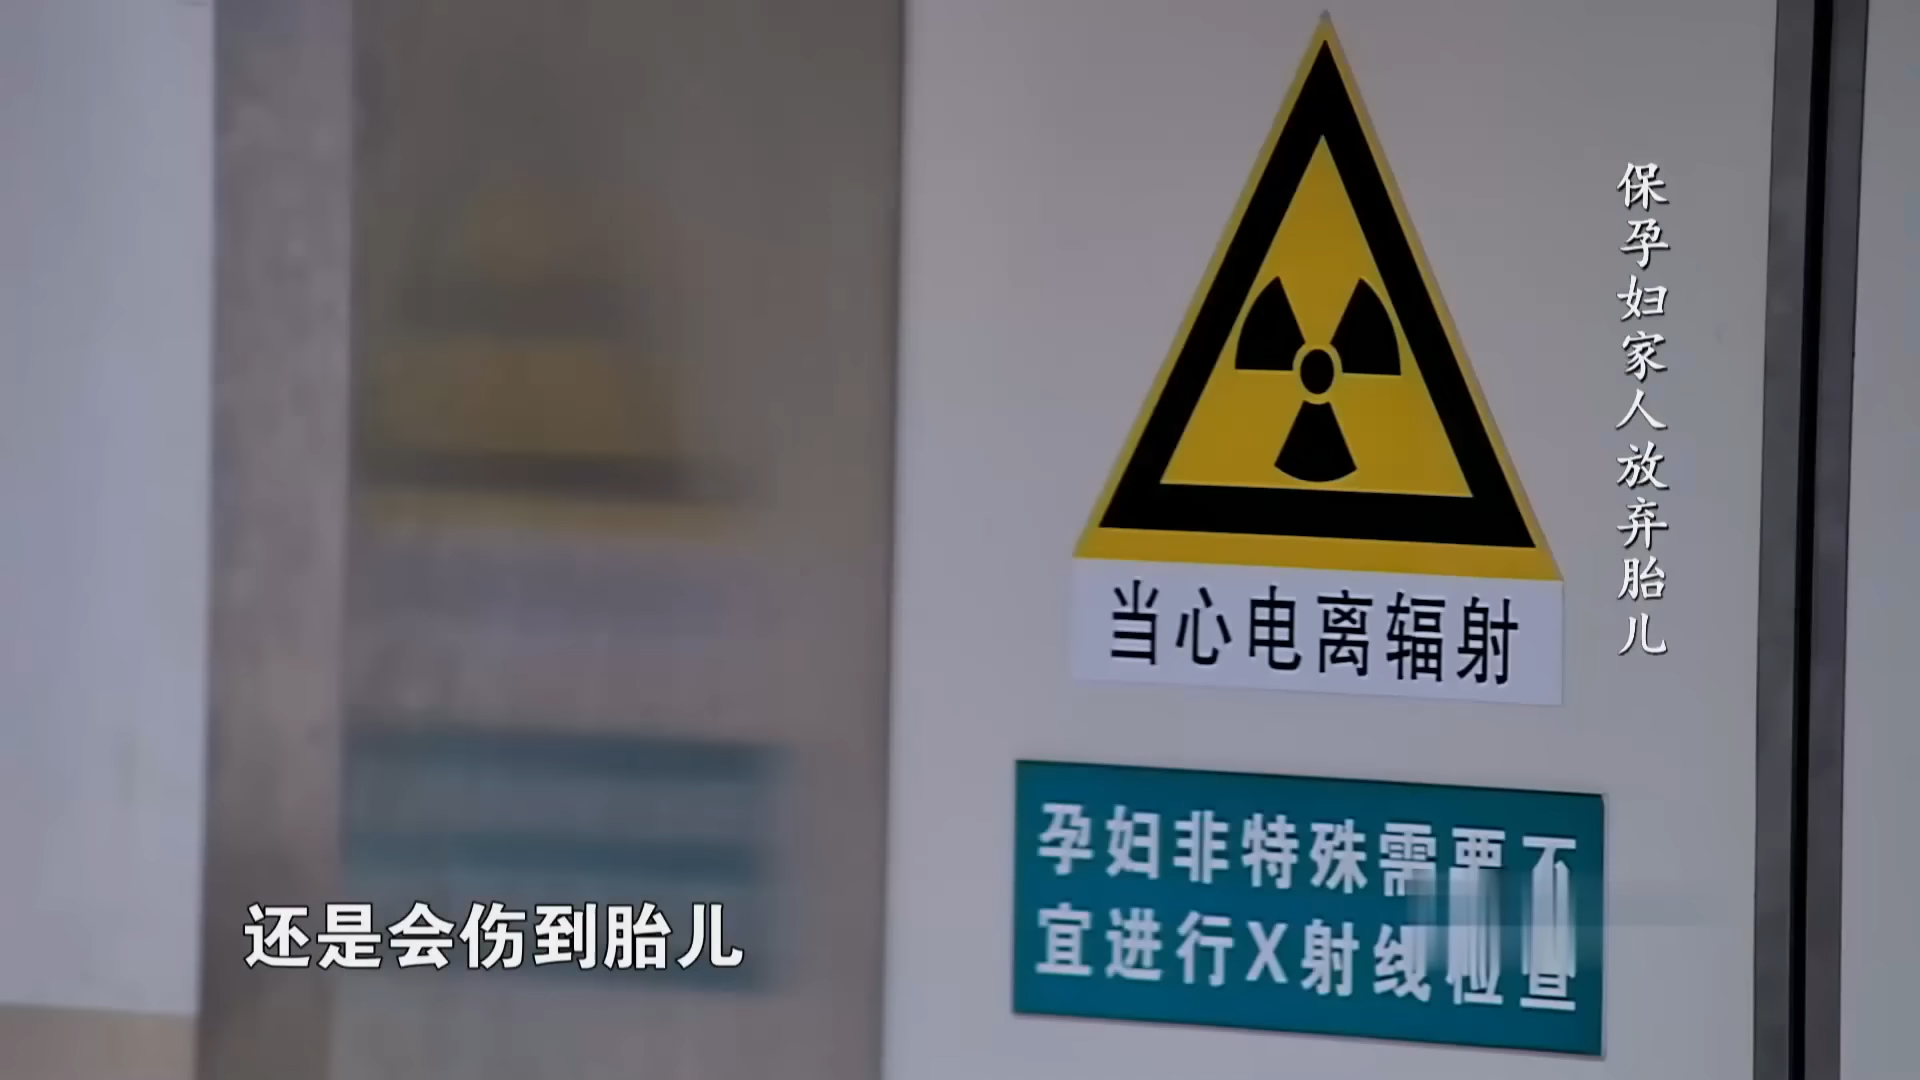 保孕妇家人放弃胎儿
当心电离辐射
孕妇非特殊需要不
宜进行X射线检查
还是会伤到胎儿